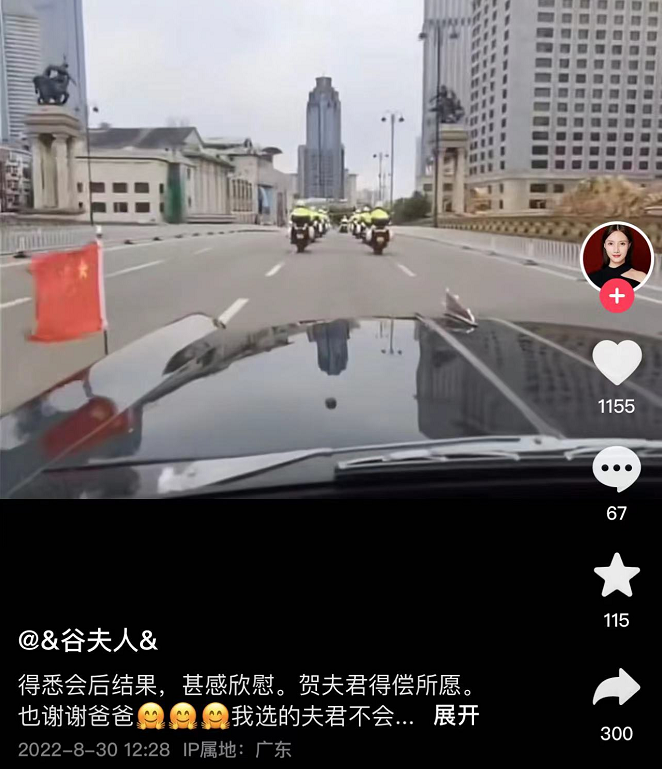 1155
67
115
300
@&谷夫人&
得悉会后结果，甚感欣慰。贺夫君得偿所愿。
也谢谢爸爸🤗🤗🤗我选的夫君不会... 展开
2022-8-30 12:28 IP属地：广东